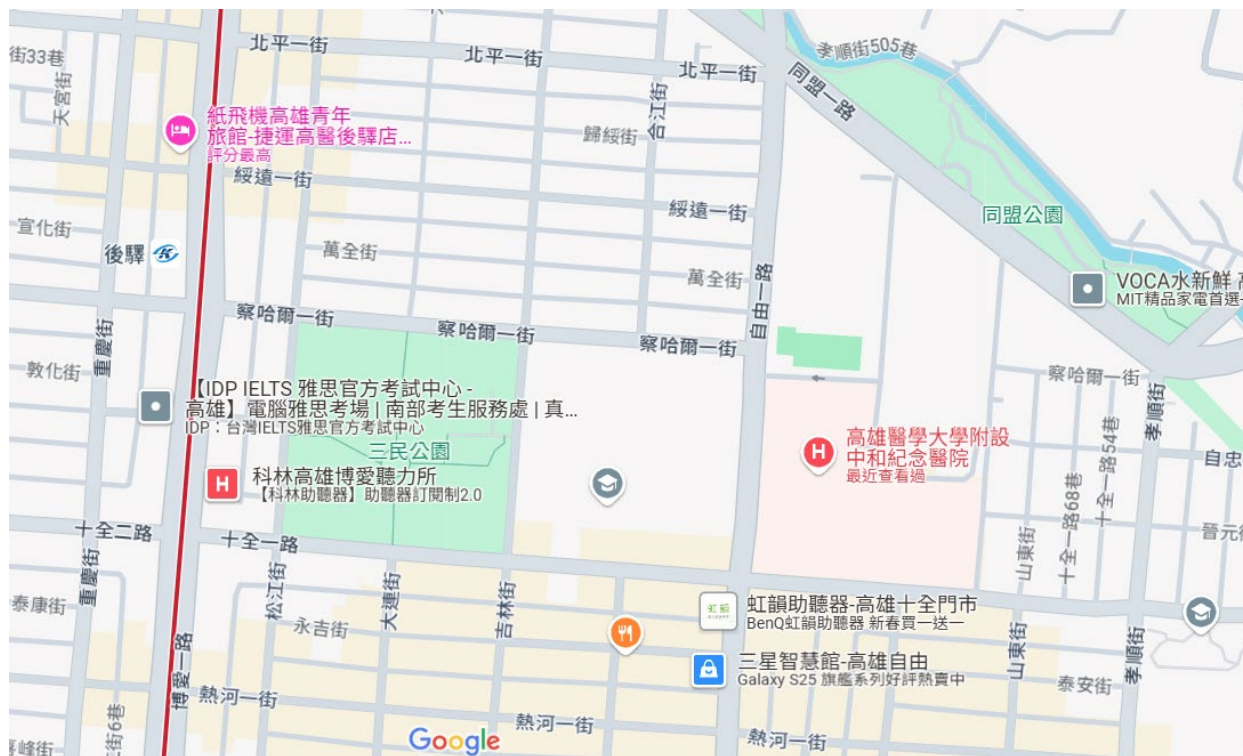 北平一街
孝順街505巷
街33巷
北平一街
同盟一路
天宮街
北平一街
紙飛機高雄青年
旅館-捷運高醫後驛店...
評分最高
歸綏街
合江街
綏遠一街
綏遠一街
同盟公園
宣化街
後驛
萬全街
萬全街
自由一路
VOCA水新鮮 高
MIT精品家電首選-
察哈爾一街
察哈爾一街
察哈爾一街
重慶街
敦化街
察哈爾一街
孝順街
【IDP IELTS 雅思官方考試中心 -
高雄】電腦雅思考場 | 南部考生服務處 | 真...
IDP：台灣IELTS雅思官方考試中心
三民公園
高雄醫學大學附設
中和紀念醫院
最近查看過
十全一路54巷
自忠
科林高雄博愛聽力所
【科林助聽器】助聽器訂閱制2.0
十全一路68巷
十全二路
十全一路
山東街
晉元街
重慶街
松江街
大連街
吉林街
泰康街
永吉街
虹韻
虹韻助聽器-高雄十全門市
BenQ虹韻助聽器 新春買一送一
三星智慧館-高雄自由
Galaxy S25 旗艦系列好評熱賣中
山東街
孝順街
泰安街
博愛一路
熱河一街
熱河一街
熱河一街
街6巷
峰街
Google